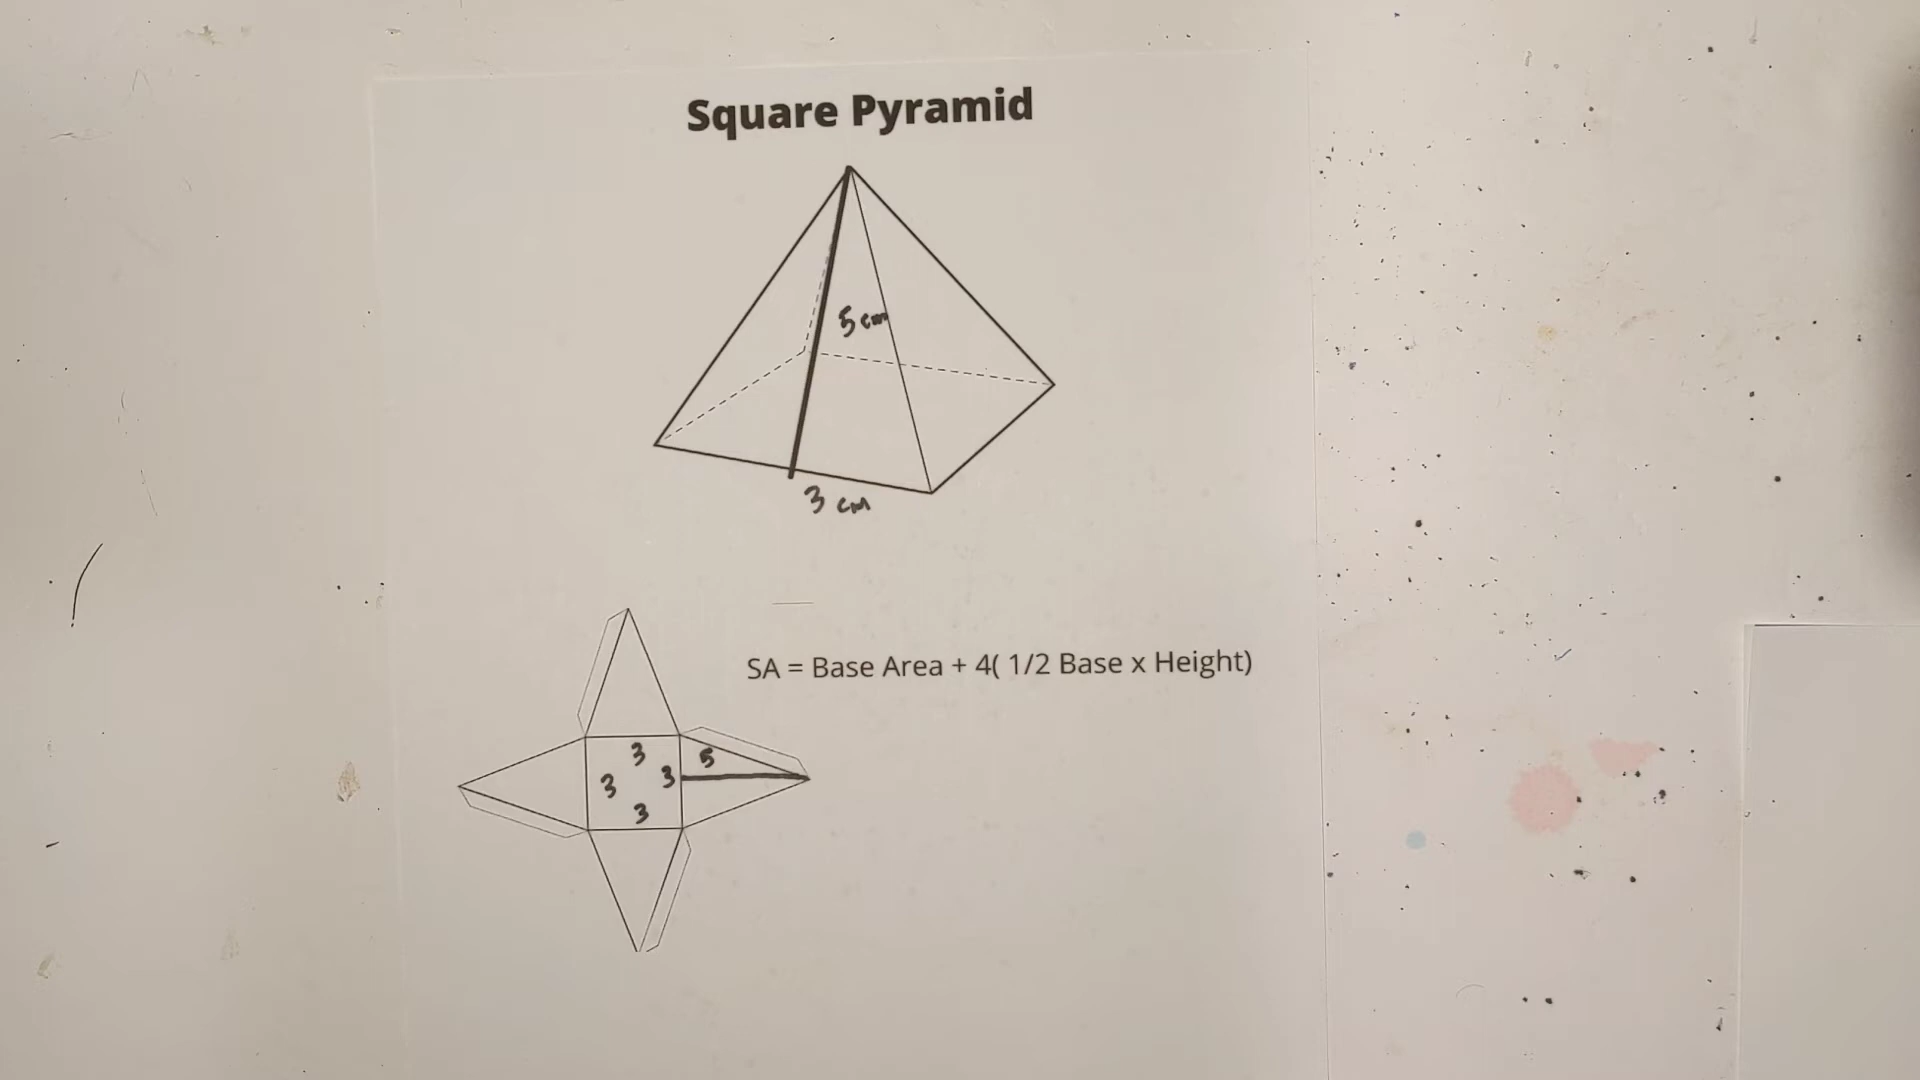 Square Pyramid
5 cm
3 cm
SA = Base Area + 4( 1/2 Base x Height)
3 5
3 3
3